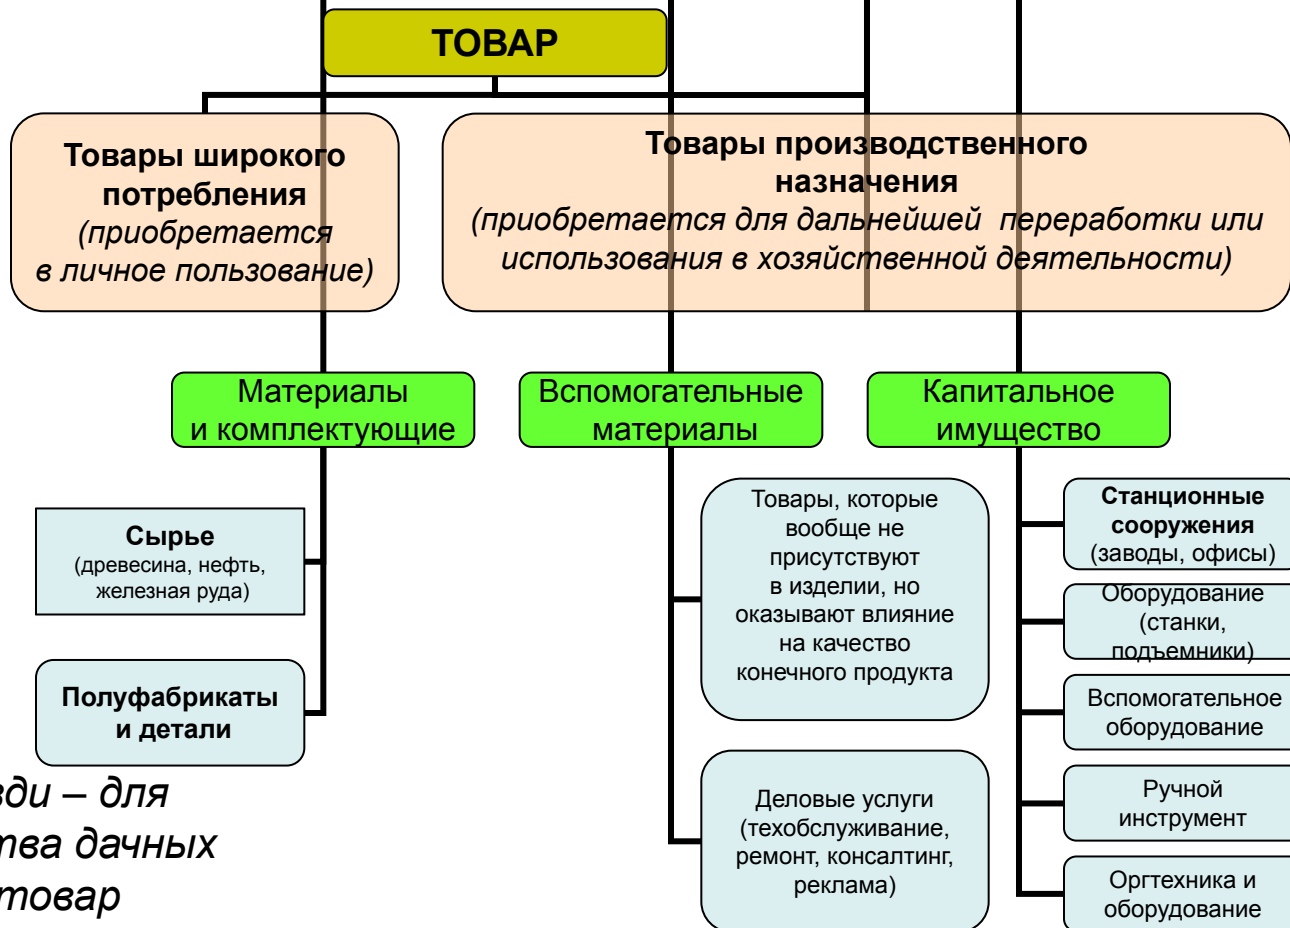 ТОВАР
Товары широкого
потребления
(приобретается
в личное пользование)
Товары производственного
назначения
(приобретается для дальнейшей переработки или
использования в хозяйственной деятельности)
Материалы
и комплектующие
Вспомогательные
материалы
Капитальное
имущество
Сырье
(древесина, нефть,
железная руда)
Полуфабрикаты
и детали
Товары, которые
вообще не
присутствуют
в изделии, но
оказывают влияние
на качество
конечного продукта
Деловые услуги
(техобслуживание,
ремонт, консалтинг,
реклама)
Станционные
сооружения
(заводы, офисы)
Оборудование
(станки,
подъемники)
Вспомогательное
оборудование
Ручной
инструмент
Оргтехника и
оборудование
– для
дачных
товар